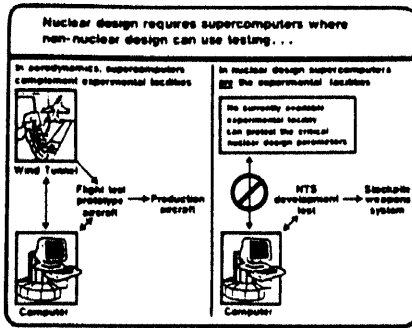 Nuclear design requires supercomputers where
non-nuclear design can use testing...
In aerodynamics, supercomputers
complement experimental facilities
Wind Tunnel
Flight test
prototype
aircraft
Production
aircraft
Computer
In nuclear design supercomputers
are the experimental facilities
No currently available
experimental facility
can protect the critical
nuclear design parameters
NTS
development
test
Stockpile
weapons
system
Computer